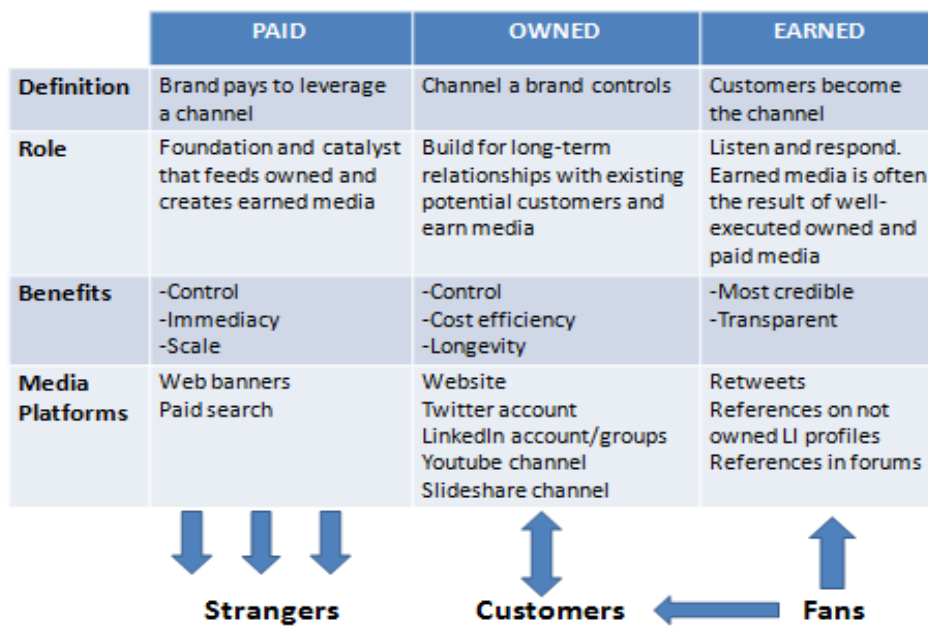 PAID OWNED EARNED
Definition
Brand pays to leverage
a channel
Channel a brand controls
Customers become
the channel
Role
Foundation and catalyst
that feeds owned and
creates earned media
Build for long-term
relationships with existing
potential customers and
earn media
Listen and respond.
Earned media is often
the result of well-
executed owned and
paid media
Benefits
-Control
-Immediacy
-Scale
-Control
-Cost efficiency
-Longevity
-Most credible
-Transparent
Media
Platforms
Web banners
Paid search
Website
Twitter account
LinkedIn account/groups
Youtube channel
Slideshare channel
Retweets
References on not
owned LI profiles
References in forums
Strangers Customers Fans